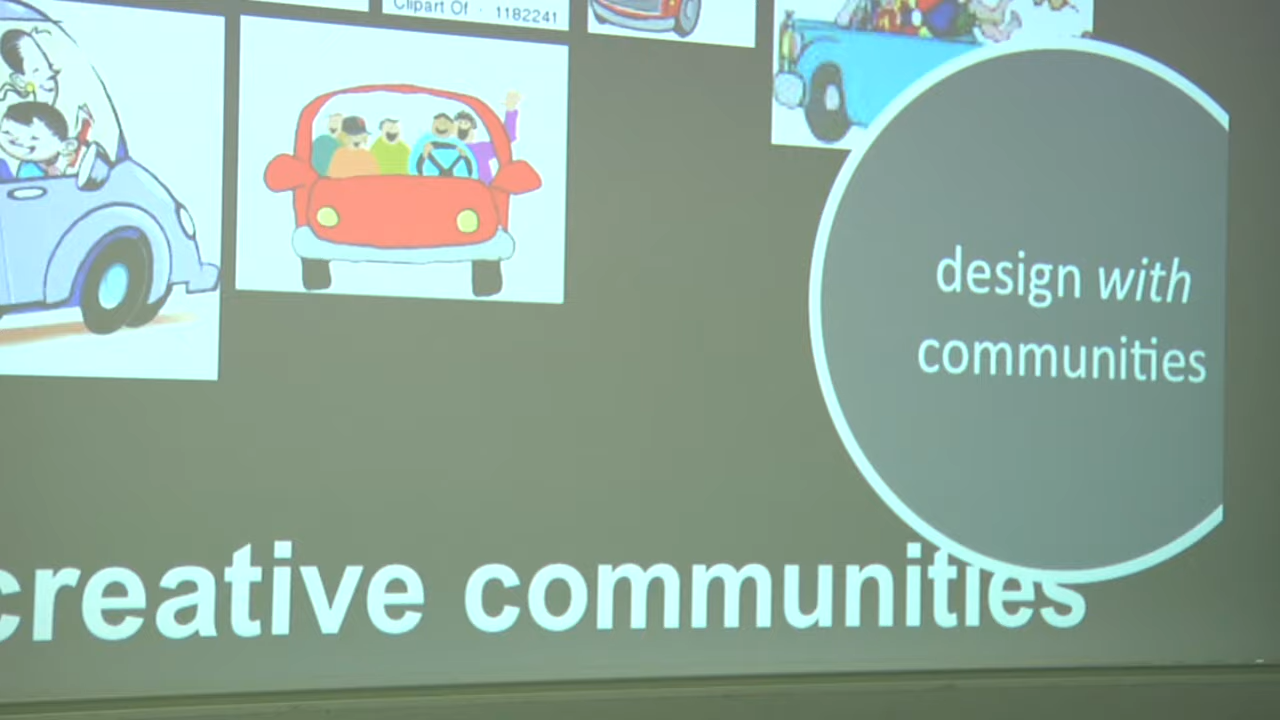 Clipart Of · 1182241
design with
communities
creative communities